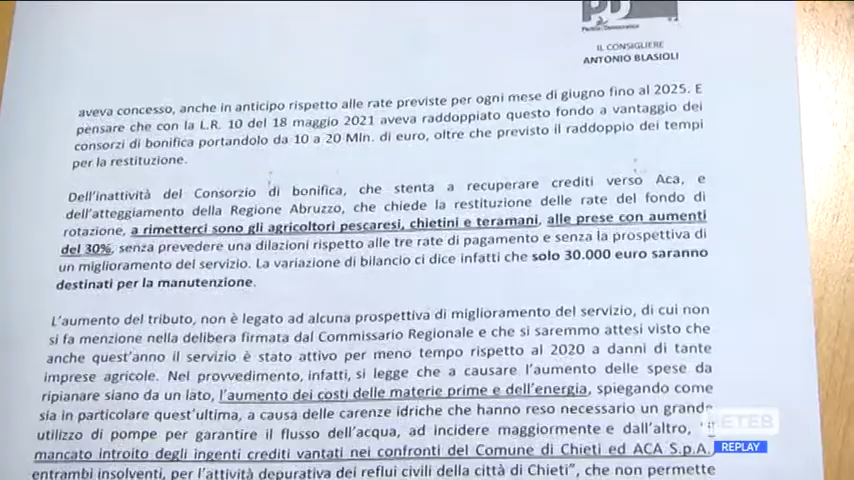 PD
Partito Democratico
IL CONSIGLIERE
ANTONIO BLASIOLI
aveva concesso, anche in anticipo rispetto alle rate previste per ogni mese di giugno fino al 2025. E
pensare che con la L.R. 10 del 18 maggio 2021 aveva raddoppiato questo fondo a vantaggio dei
consorzi di bonifica portandolo da 10 a 20 Mln. di euro, oltre che previsto il raddoppio dei tempi
per la restituzione.
Dell'inattività del Consorzio di bonifica, che stenta a recuperare crediti verso Aca, e
dell'atteggiamento della Regione Abruzzo, che chiede la restituzione delle rate del fondo di
rotazione, a rimetterci sono gli agricoltori pescaresi, chietini e teramani, alle prese con aumenti
del 30%, senza prevedere una dilazioni rispetto alle tre rate di pagamento e senza la prospettiva di
un miglioramento del servizio. La variazione di bilancio ci dice infatti che solo 30.000 euro saranno
destinati per la manutenzione.
L'aumento del tributo, non è legato ad alcuna prospettiva di miglioramento del servizio, di cui non
si fa menzione nella delibera firmata dal Commissario Regionale e che si saremmo attesi visto che
anche quest'anno il servizio è stato attivo per meno tempo rispetto al 2020 a danni di tante
imprese agricole. Nel provvedimento, infatti, si legge che a causare l'aumento delle spese da
ripianare siano da un lato, l'aumento dei costi delle materie prime e dell'energia, spiegando come
sia in particolare quest'ultima, a causa delle carenze idriche che hanno reso necessario un grande
utilizzo di pompe per garantire il flusso dell'acqua, ad incidere maggiormente e dall'altro, "il
mancato introito degli ingenti crediti vantati nei confronti del Comune di Chieti ed ACA S.p.A.
entrambi insolventi, per l'attività depurativa dei reflui civili della città di Chieti", che non permette
RETE8
REPLAY